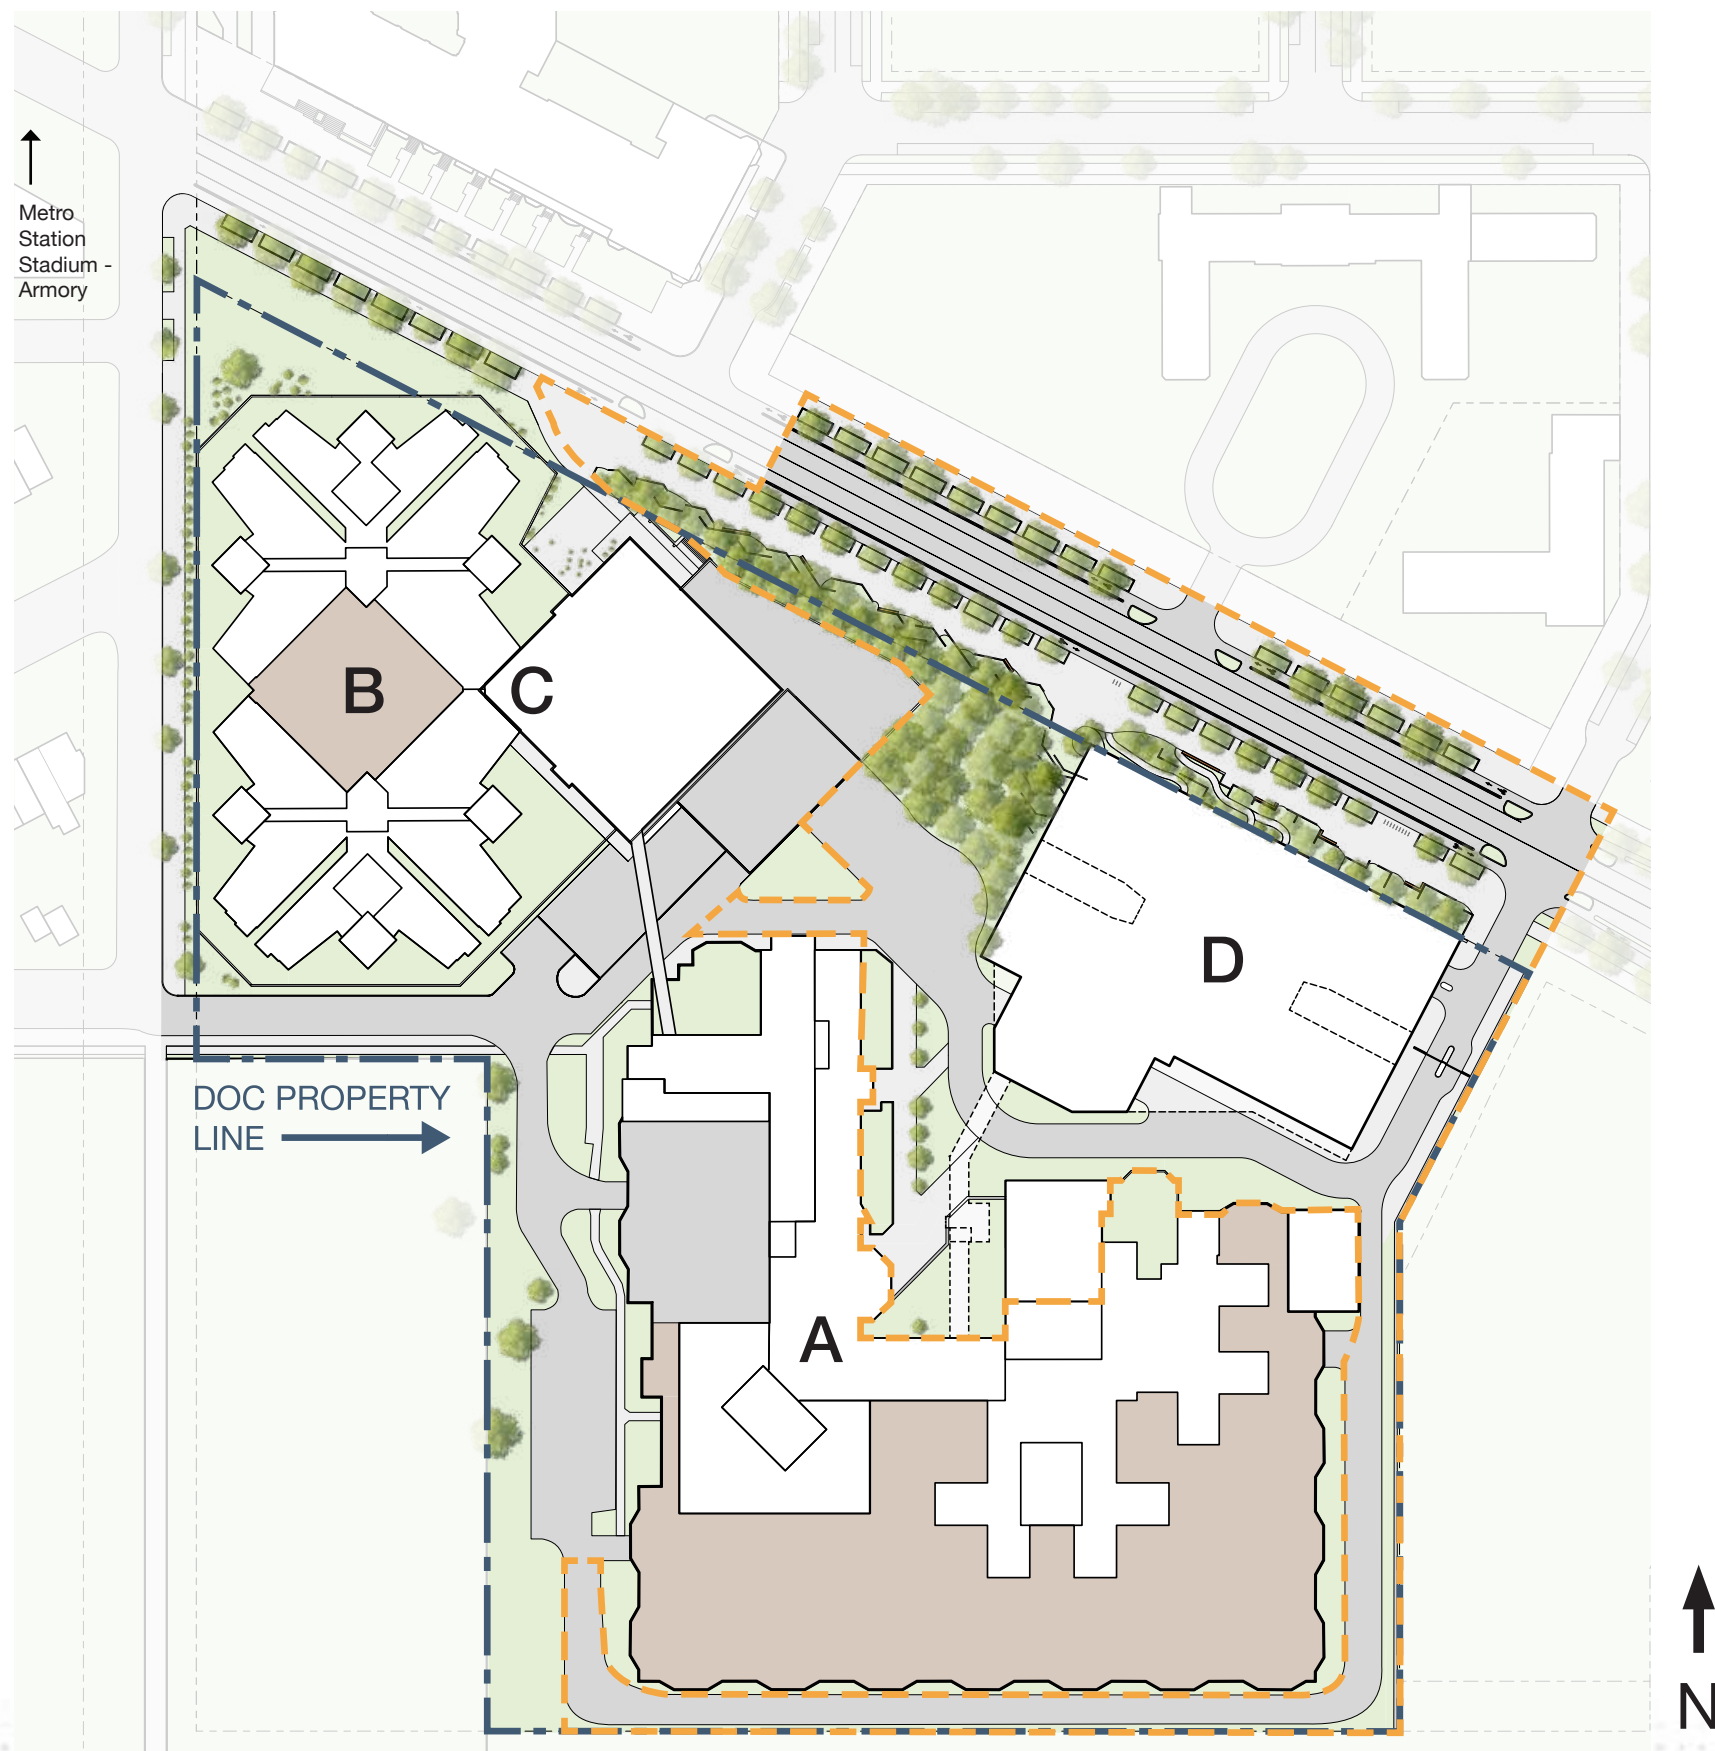 Metro
Station
Stadium -
Armory
B
C
D
DOC PROPERTY
LINE
A
N